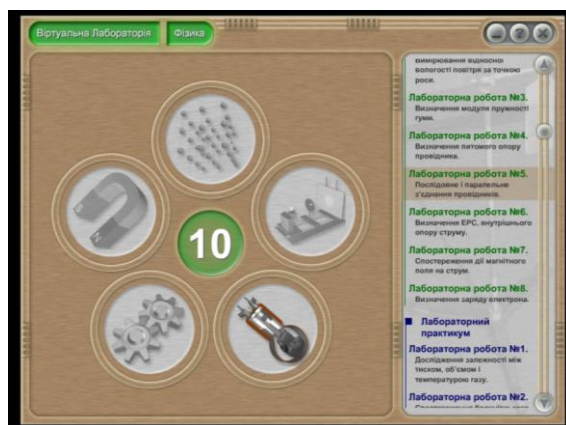 Віртуальна Лабораторія
Фізика
10
вимірювання відносної
вологості повітря за точкою
роси.
Лабораторна робота №3.
Визначення модуля пружності
гуми.
Лабораторна робота №4.
Визначення питомого опору
провідника.
Лабораторна робота №5.
Послідовне і паралельне
з'єднання провідників.
Лабораторна робота №6.
Визначення ЕРС, внутрішнього
опору струму.
Лабораторна робота №7.
Спостереження дії магнітного
поля на струм.
Лабораторна робота №8.
Визначення заряду електрона.
Лабораторний
практикум
Лабораторна робота №1.
Дослідження залежності між
тиском, об'ємом і
температурою газу.
Лабораторна робота №2.